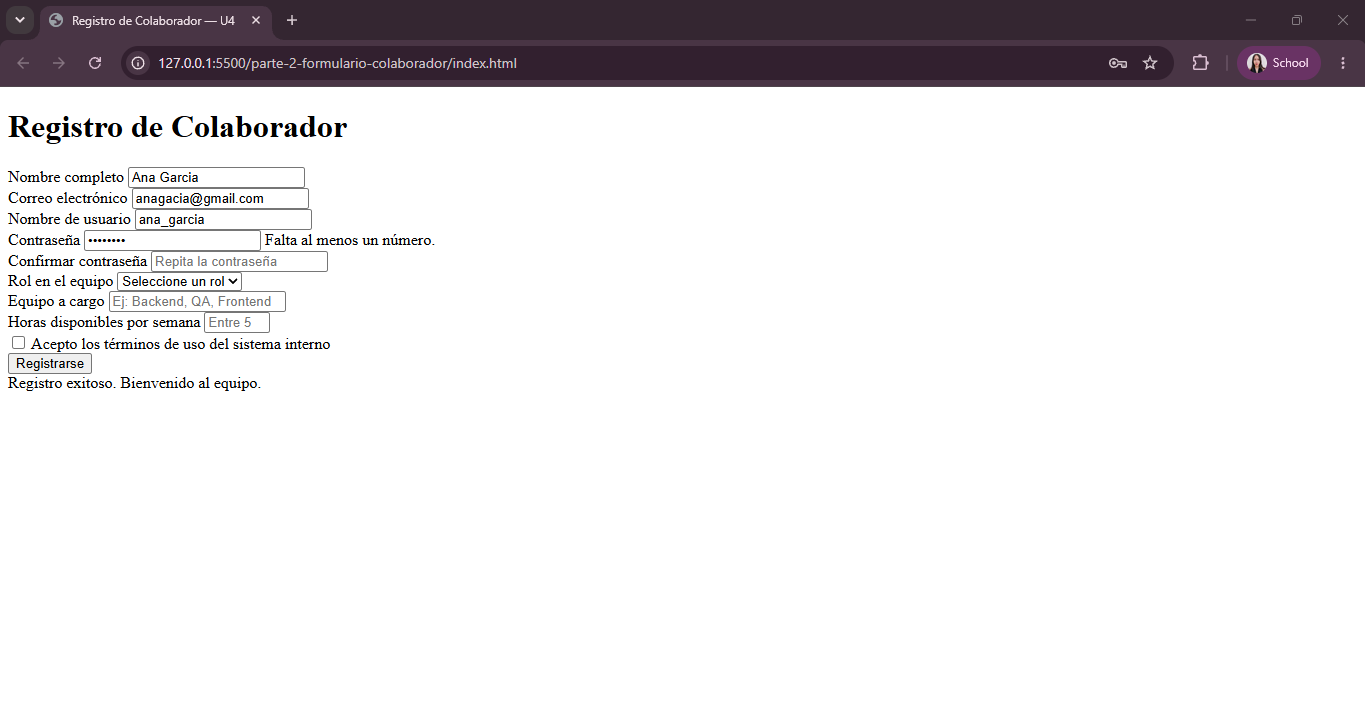 Registro de Colaborador — U4
127.0.0.1:5500/parte-2-formulario-colaborador/index.html
School
Registro de Colaborador
Nombre completo Ana Garcia
Correo electrónico anagacia@gmail.com
Nombre de usuario ana_garcia
Contraseña •••••••• Falta al menos un número.
Confirmar contraseña Repita la contraseña
Rol en el equipo Seleccione un rol
Equipo a cargo Ej: Backend, QA, Frontend
Horas disponibles por semana Entre 5
Acepto los términos de uso del sistema interno
Registrarse
Registro exitoso. Bienvenido al equipo.